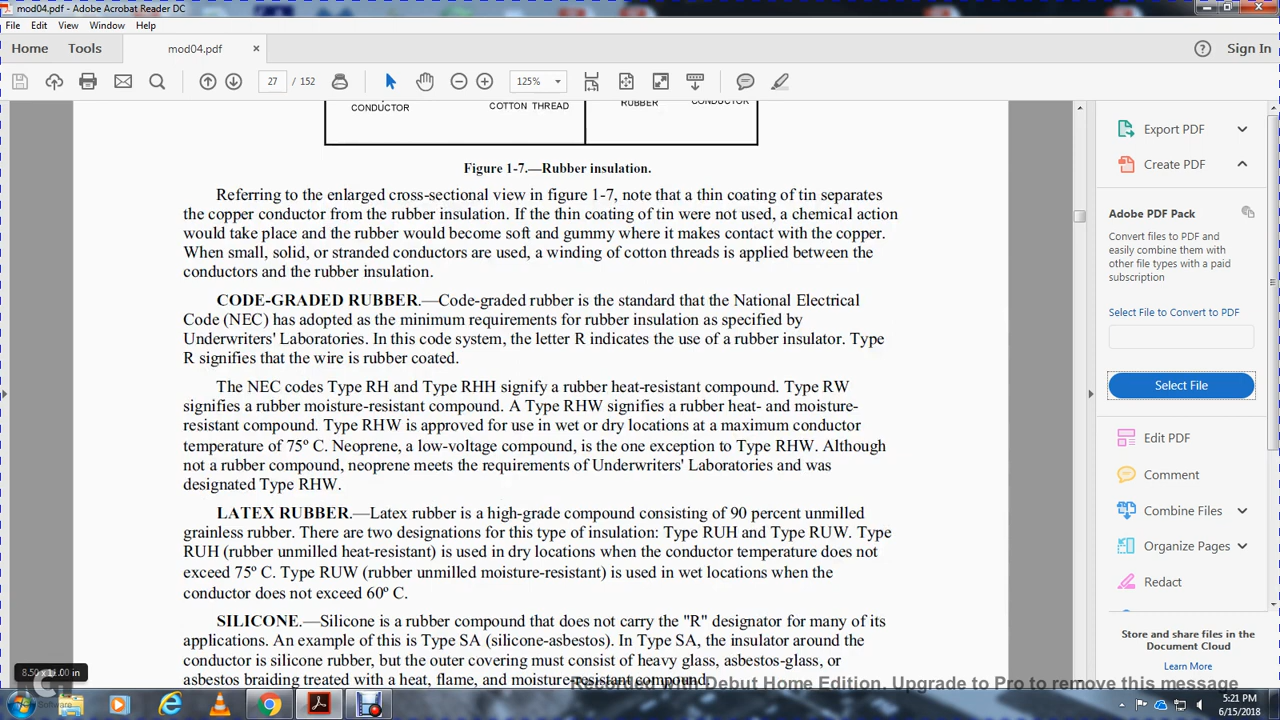 mod04.pdf - Adobe Acrobat Reader DC
File Edit View Window Help
Home Tools mod04.pdf × ? Sign In
27 / 152 125%
CONDUCTOR COTTON THREAD RUBBER CONDUCTOR
Figure 1-7.—Rubber insulation.
Referring to the enlarged cross-sectional view in figure 1-7, note that a thin coating of tin separates
the copper conductor from the rubber insulation. If the thin coating of tin were not used, a chemical action
would take place and the rubber would become soft and gummy where it makes contact with the copper.
When small, solid, or stranded conductors are used, a winding of cotton threads is applied between the
conductors and the rubber insulation.
CODE-GRADED RUBBER.—Code-graded rubber is the standard that the National Electrical
Code (NEC) has adopted as the minimum requirements for rubber insulation as specified by
Underwriters' Laboratories. In this code system, the letter R indicates the use of a rubber insulator. Type
R signifies that the wire is rubber coated.
The NEC codes Type RH and Type RHH signify a rubber heat-resistant compound. Type RW
signifies a rubber moisture-resistant compound. A Type RHW signifies a rubber heat- and moisture-
resistant compound. Type RHW is approved for use in wet or dry locations at a maximum conductor
temperature of 75º C. Neoprene, a low-voltage compound, is the one exception to Type RHW. Although
not a rubber compound, neoprene meets the requirements of Underwriters' Laboratories and was
designated Type RHW.
LATEX RUBBER.—Latex rubber is a high-grade compound consisting of 90 percent unmilled
grainless rubber. There are two designations for this type of insulation: Type RUH and Type RUW. Type
RUH (rubber unmilled heat-resistant) is used in dry locations when the conductor temperature does not
exceed 75º C. Type RUW (rubber unmilled moisture-resistant) is used in wet locations when the
conductor does not exceed 60º C.
SILICONE.—Silicone is a rubber compound that does not carry the "R" designator for many of its
applications. An example of this is Type SA (silicone-asbestos). In Type SA, the insulator around the
conductor is silicone rubber, but the outer covering must consist of heavy glass, asbestos-glass, or
asbestos braiding treated with a heat, flame, and moisture-resistant compound.
Export PDF
Create PDF
Adobe PDF Pack
Convert files to PDF and
easily combine them with
other file types with a paid
subscription
Select File to Convert to PDF
Select File
Edit PDF
Comment
Combine Files
Organize Pages
Redact
Store and share files in the
Document Cloud
Learn More
8.50 x 11.00 in
Recorded with Debut Home Edition. Upgrade to Pro to remove this message
Software
5:21 PM
6/15/2018